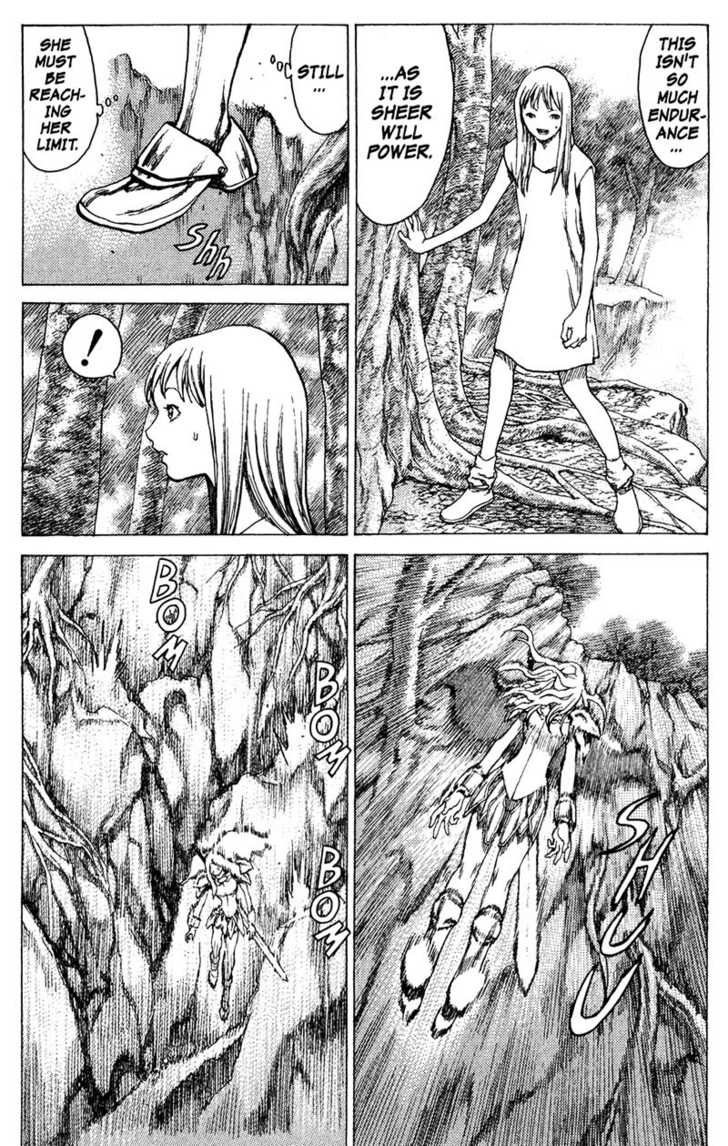 THIS
ISN'T
SO
MUCH
ENDUR-
ANCE
...
...AS
IT IS
SHEER
WILL
POWER.
STILL
...
SHE
MUST
BE
REACH-
ING
HER
LIMIT.
Shh
!
SHUU
BOM
BOM
BOM